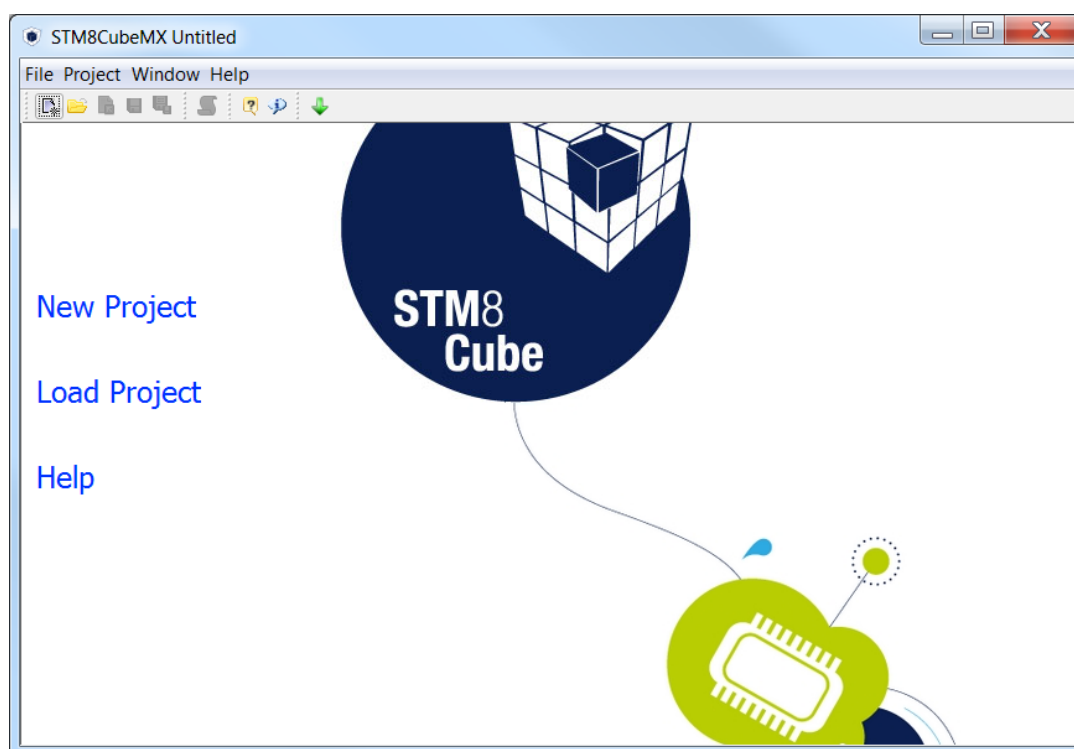 STM8CubeMX Untitled
File Project Window Help
STM8
Cube
New Project
Load Project
Help